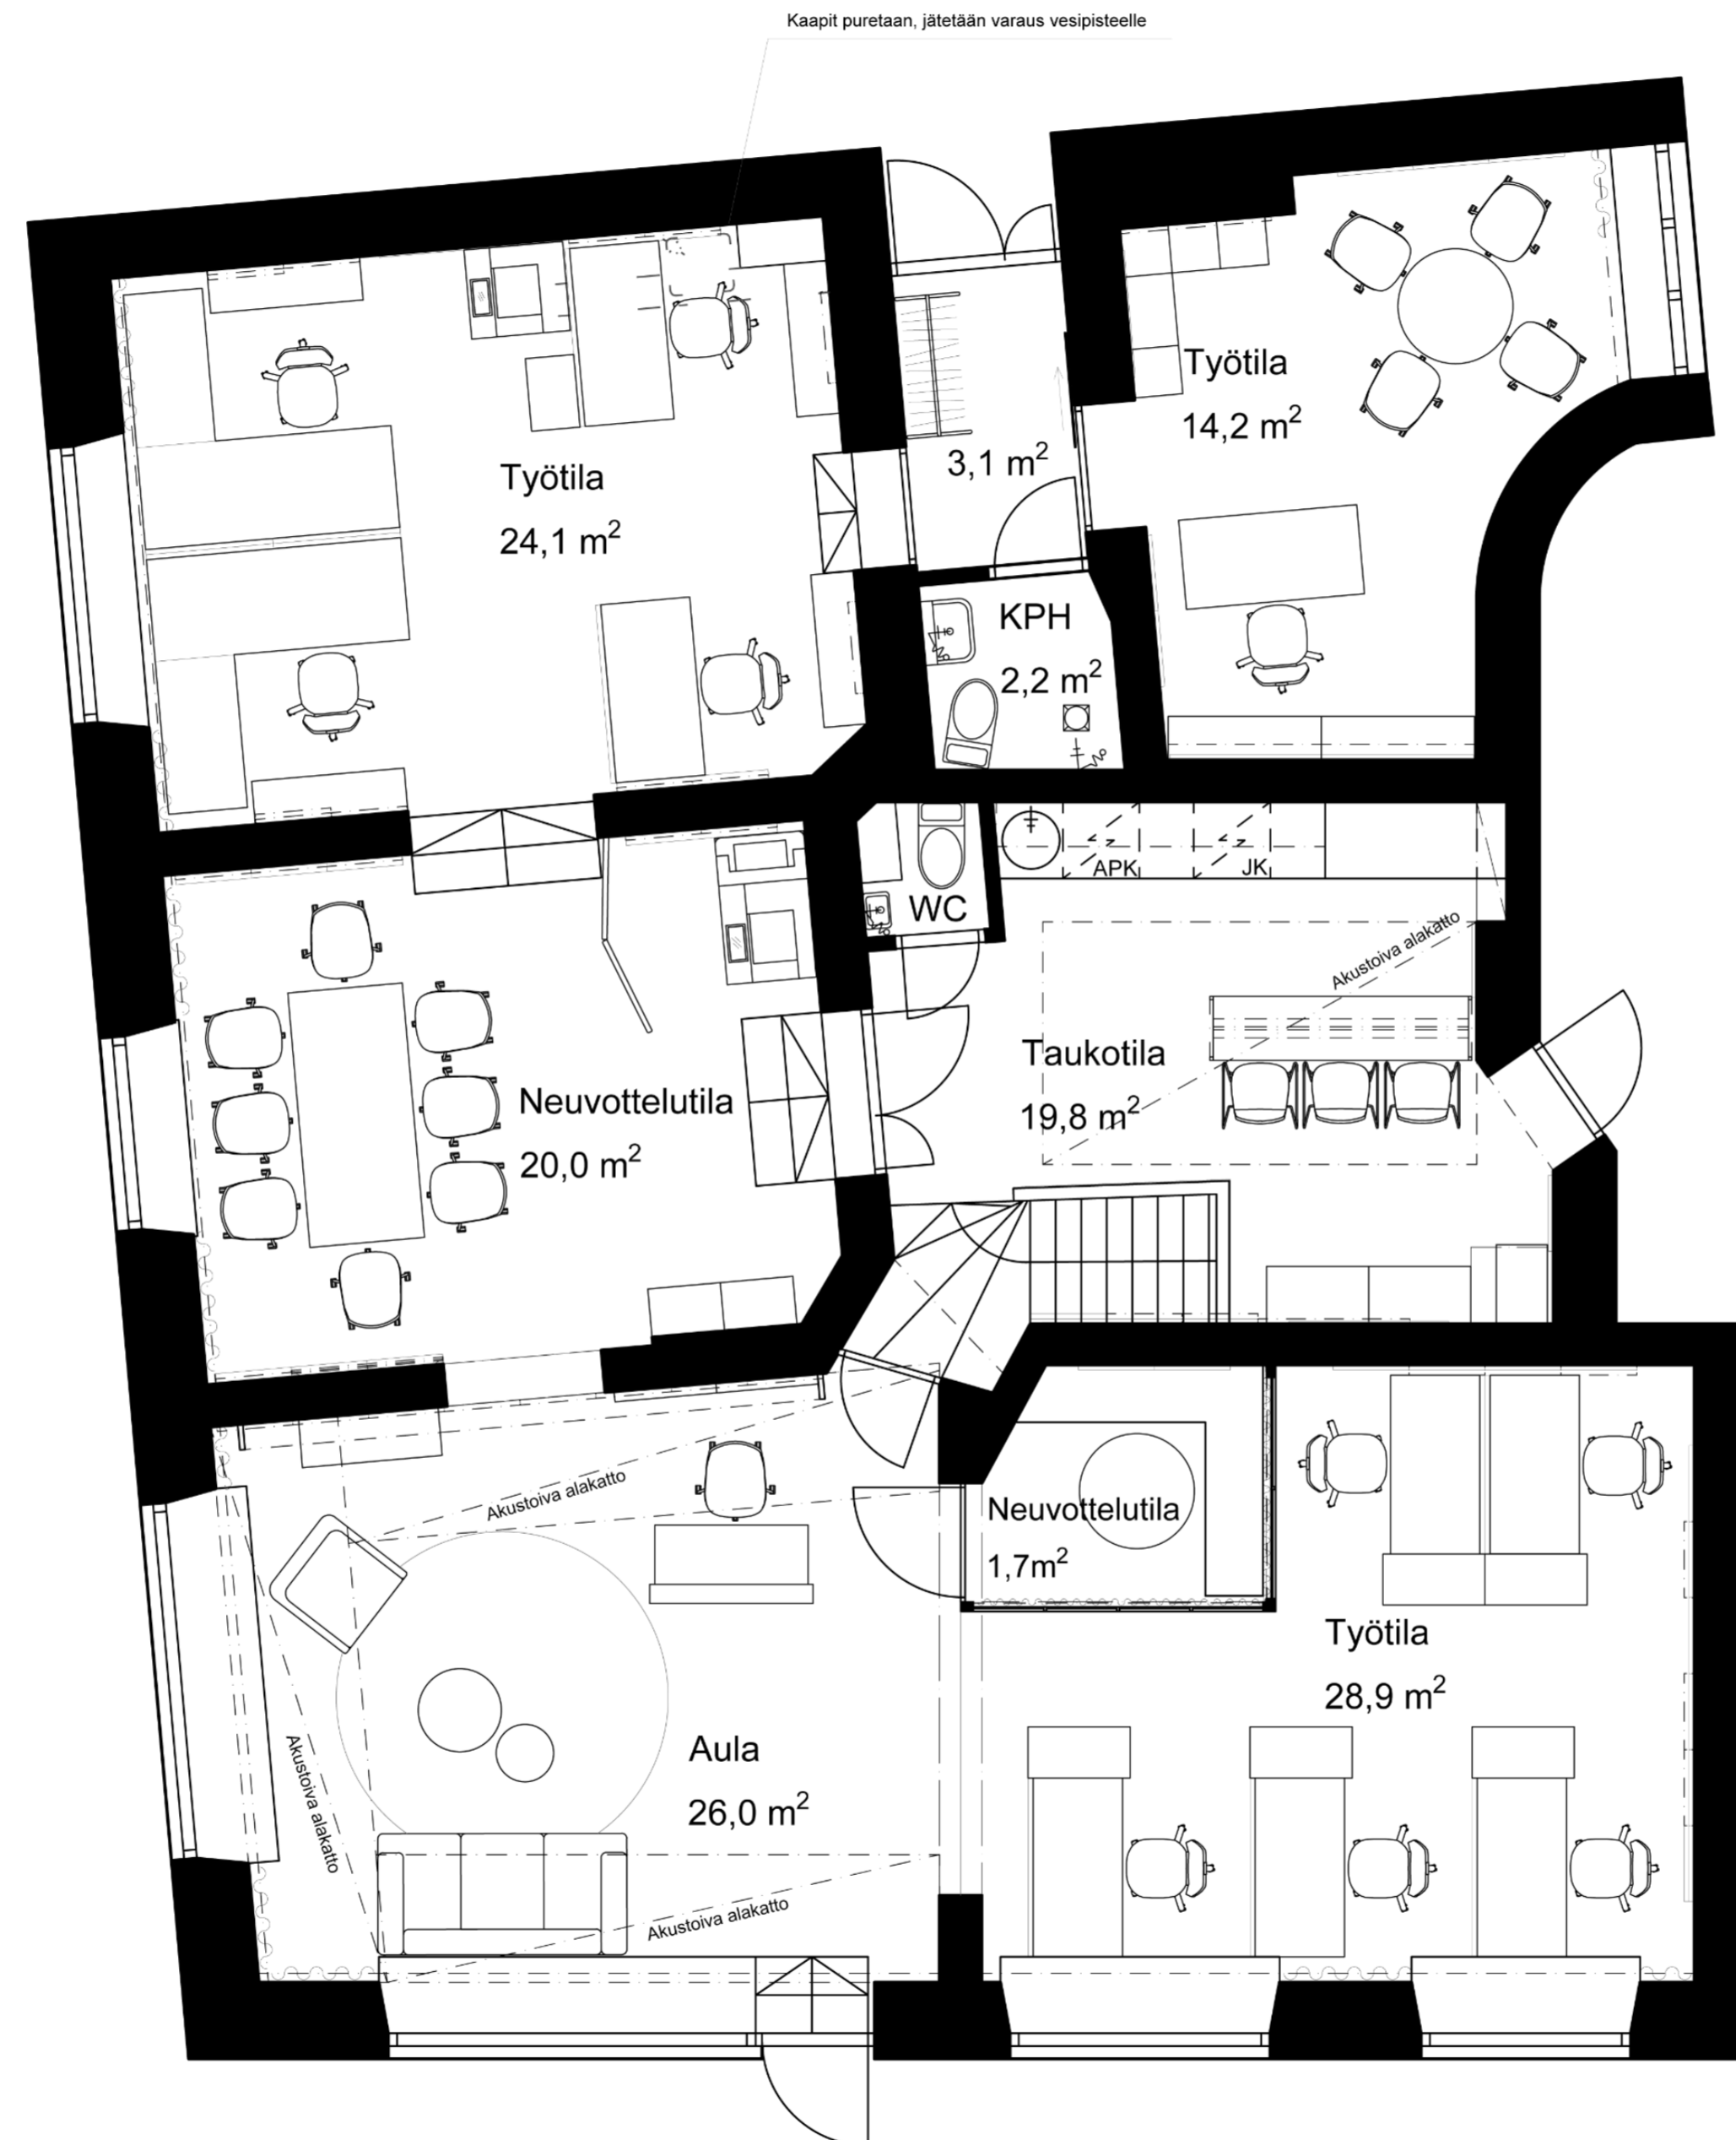 Kaapit puretaan, jätetään varaus vesipisteelle
Työtila
14,2 m²
3,1 m²
Työtila
24,1 m²
KPH
2,2 m²
APK
JK
WC
Akustoiva alakatto
Taukotila
19,8 m²
Neuvottelutila
20,0 m²
Akustoiva alakatto
Neuvottelutila
1,7m²
Työtila
28,9 m²
Aula
26,0 m²
Akustoiva alakatto
Akustoiva alakatto